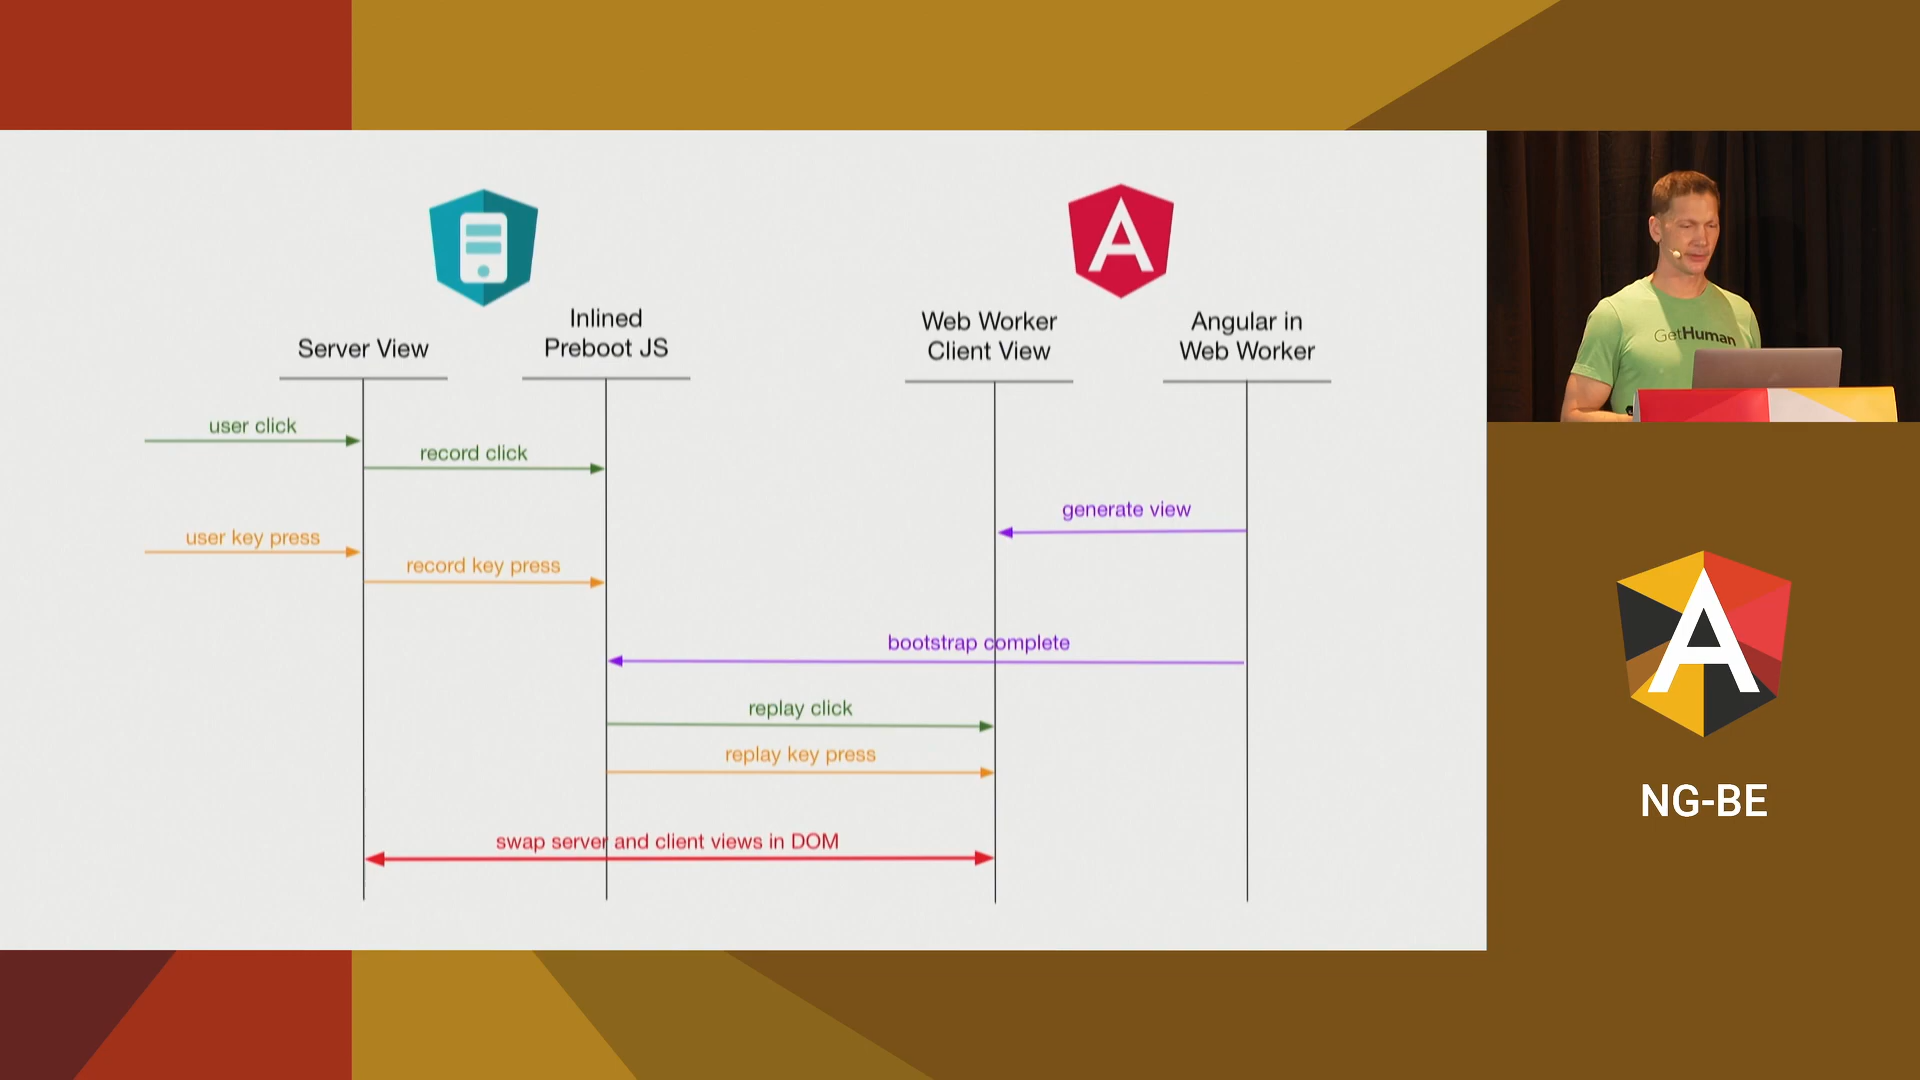 Server View
Inlined
Preboot JS
Web Worker
Client View
Angular in
Web Worker
user click
record click
generate view
user key press
record key press
bootstrap complete
replay click
replay key press
swap server and client views in DOM
GetHuman
A
A
NG-BE